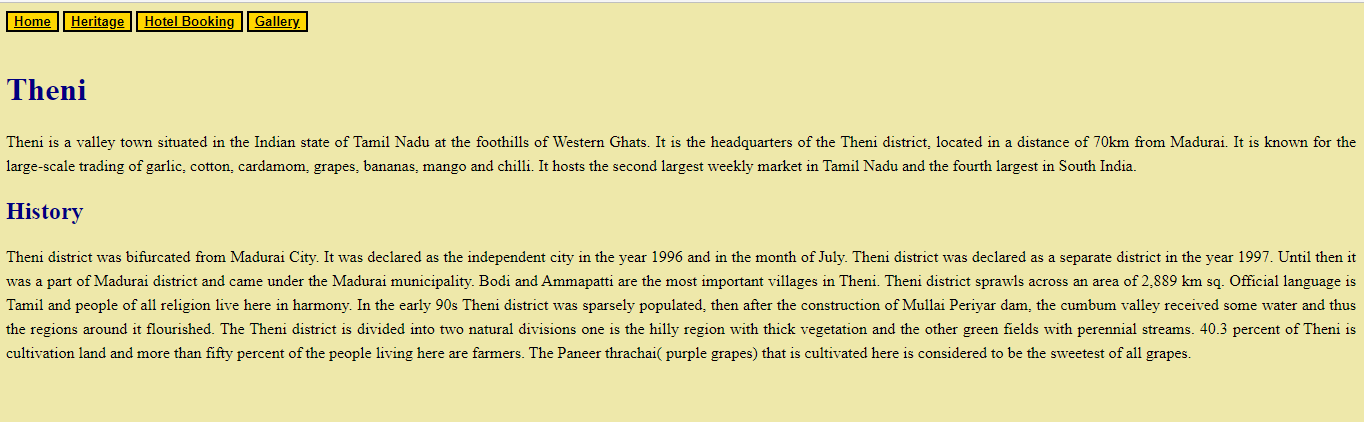 Home Heritage Hotel Booking Gallery
Theni
Theni is a valley town situated in the Indian state of Tamil Nadu at the foothills of Western Ghats. It is the headquarters of the Theni district, located in a distance of 70km from Madurai. It is known for the
large-scale trading of garlic, cotton, cardamom, grapes, bananas, mango and chilli. It hosts the second largest weekly market in Tamil Nadu and the fourth largest in South India.
History
Theni district was bifurcated from Madurai City. It was declared as the independent city in the year 1996 and in the month of July. Theni district was declared as a separate district in the year 1997. Until then it
was a part of Madurai district and came under the Madurai municipality. Bodi and Ammapatti are the most important villages in Theni. Theni district sprawls across an area of 2,889 km sq. Official language is
Tamil and people of all religion live here in harmony. In the early 90s Theni district was sparsely populated, then after the construction of Mullai Periyar dam, the cumbum valley received some water and thus
the regions around it flourished. The Theni district is divided into two natural divisions one is the hilly region with thick vegetation and the other green fields with perennial streams. 40.3 percent of Theni is
cultivation land and more than fifty percent of the people living here are farmers. The Paneer thrachai( purple grapes) that is cultivated here is considered to be the sweetest of all grapes.